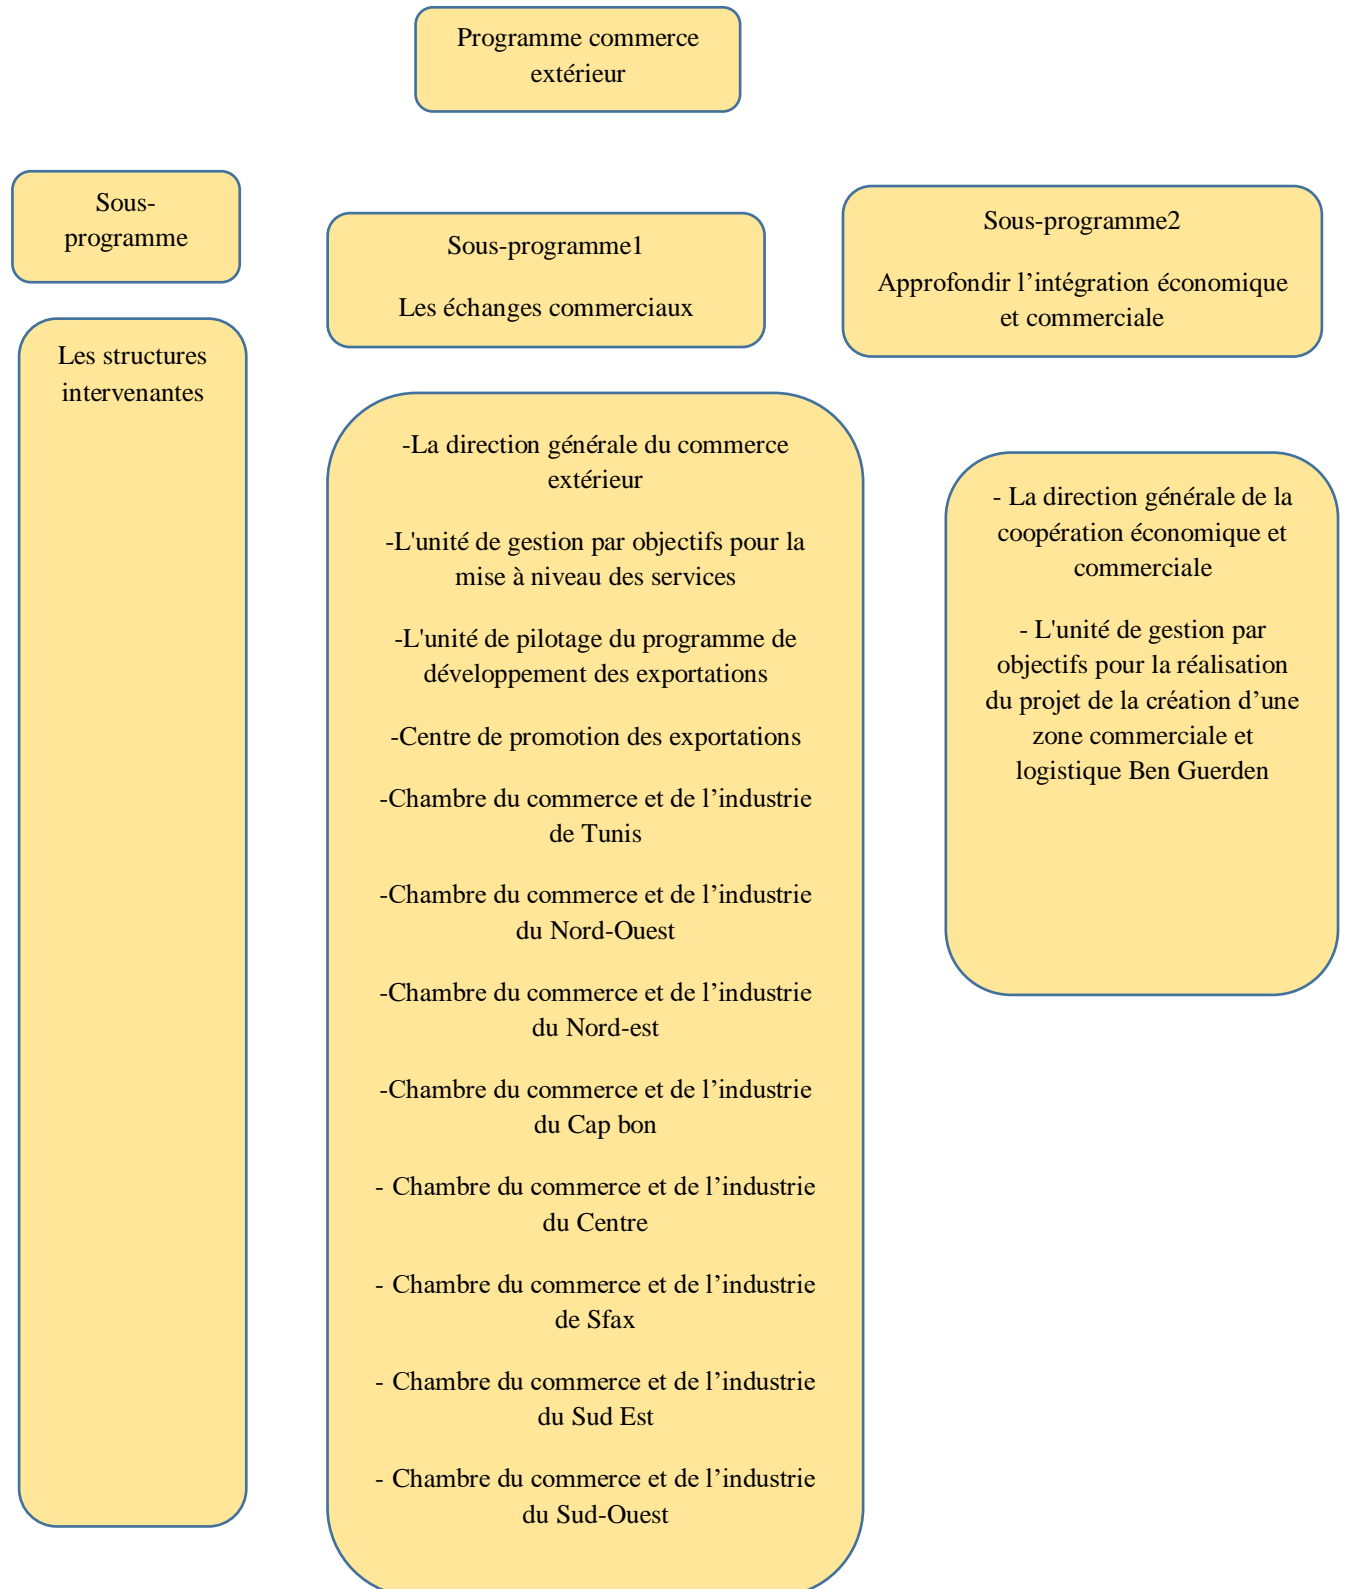 Programme commerce
extérieur
Sous-
programme
Sous-programme1
Les échanges commerciaux
Sous-programme2
Approfondir l’intégration économique
et commerciale
Les structures
intervenantes
-La direction générale du commerce
extérieur
-L'unité de gestion par objectifs pour la
mise à niveau des services
-L'unité de pilotage du programme de
développement des exportations
-Centre de promotion des exportations
-Chambre du commerce et de l’industrie
de Tunis
-Chambre du commerce et de l’industrie
du Nord-Ouest
-Chambre du commerce et de l’industrie
du Nord-est
-Chambre du commerce et de l’industrie
du Cap bon
- Chambre du commerce et de l’industrie
du Centre
- Chambre du commerce et de l’industrie
de Sfax
- Chambre du commerce et de l’industrie
du Sud Est
- Chambre du commerce et de l’industrie
du Sud-Ouest
- La direction générale de la
coopération économique et
commerciale
- L'unité de gestion par
objectifs pour la réalisation
du projet de la création d’une
zone commerciale et
logistique Ben Guerden